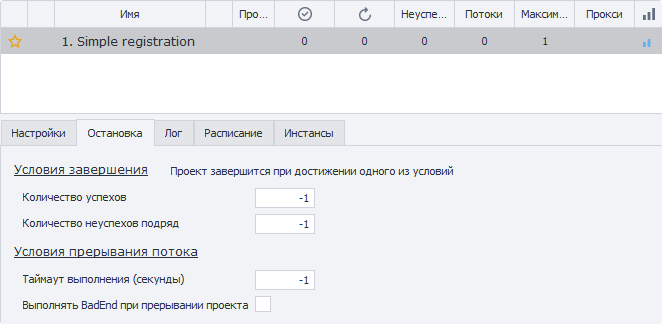 Имя Про... Неуспе... Потоки Максим... Прокси
1. Simple registration 0 0 0 0 1
Настройки Остановка Лог Расписание Инстансы
Условия завершения Проект завершится при достижении одного из условий
Количество успехов -1
Количество неуспехов подряд -1
Условия прерывания потока
Таймаут выполнения (секунды) -1
Выполнять BadEnd при прерывании проекта